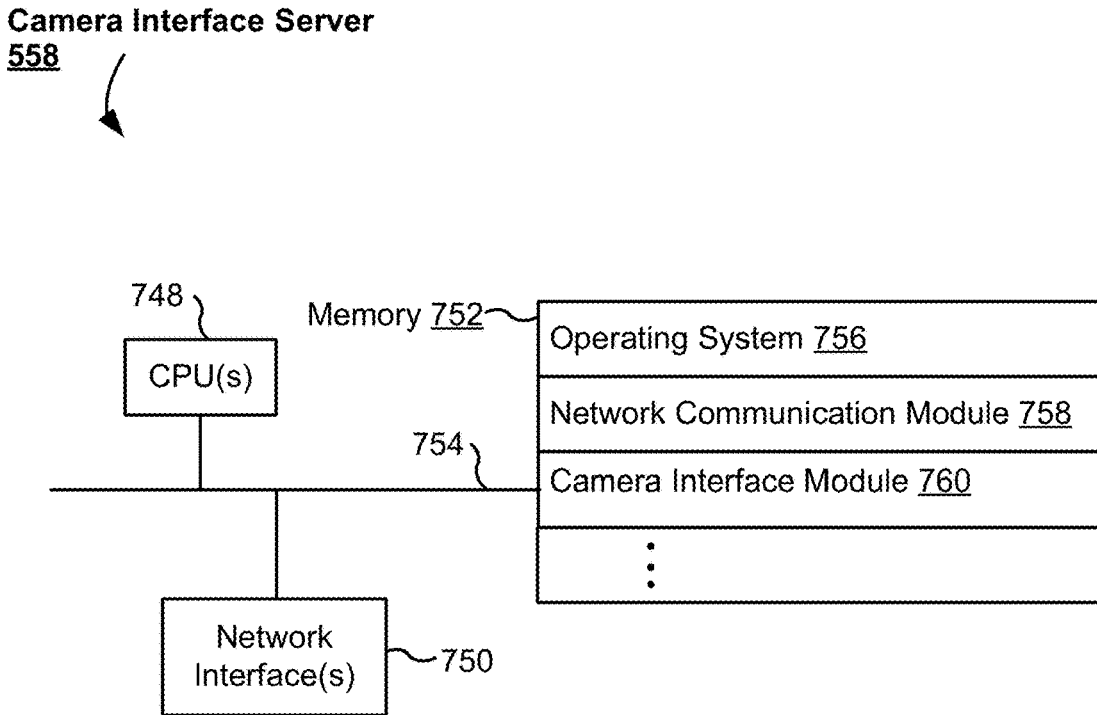 Camera Interface Server
558
748
CPU(s)
Memory 752
Operating System 756
Network Communication Module 758
754
Camera Interface Module 760
Network
Interface(s)
750